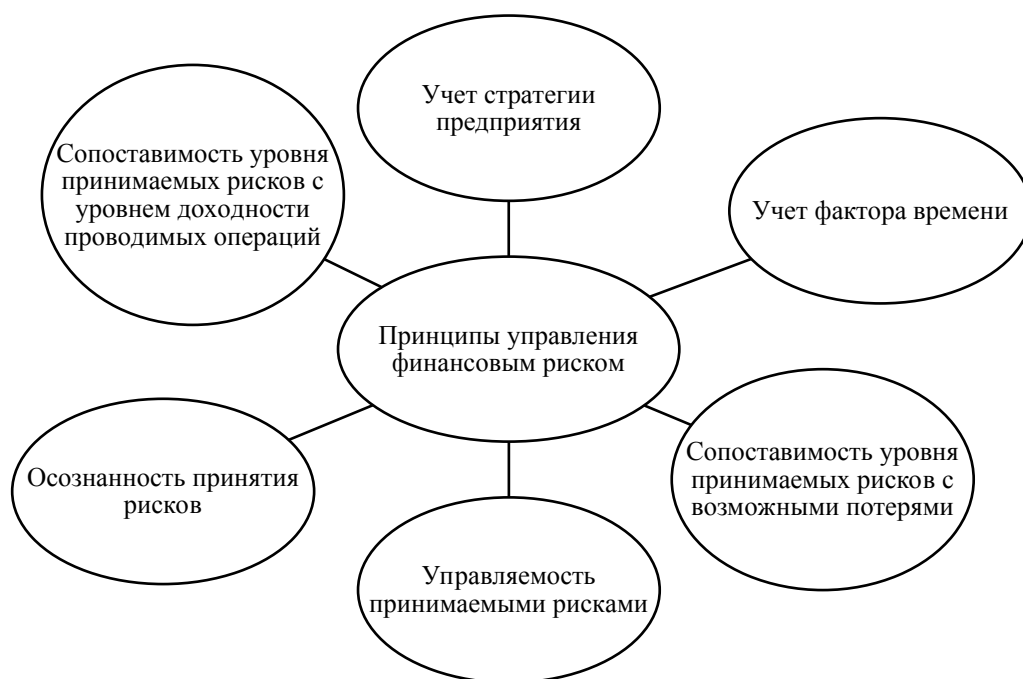 Учет стратегии
предприятия
Сопоставимость уровня
принимаемых рисков с
уровнем доходности
проводимых операций
Учет фактора времени
Принципы управления
финансовым риском
Осознанность принятия
рисков
Сопоставимость уровня
принимаемых рисков с
возможными потерями
Управляемость
принимаемыми рисками